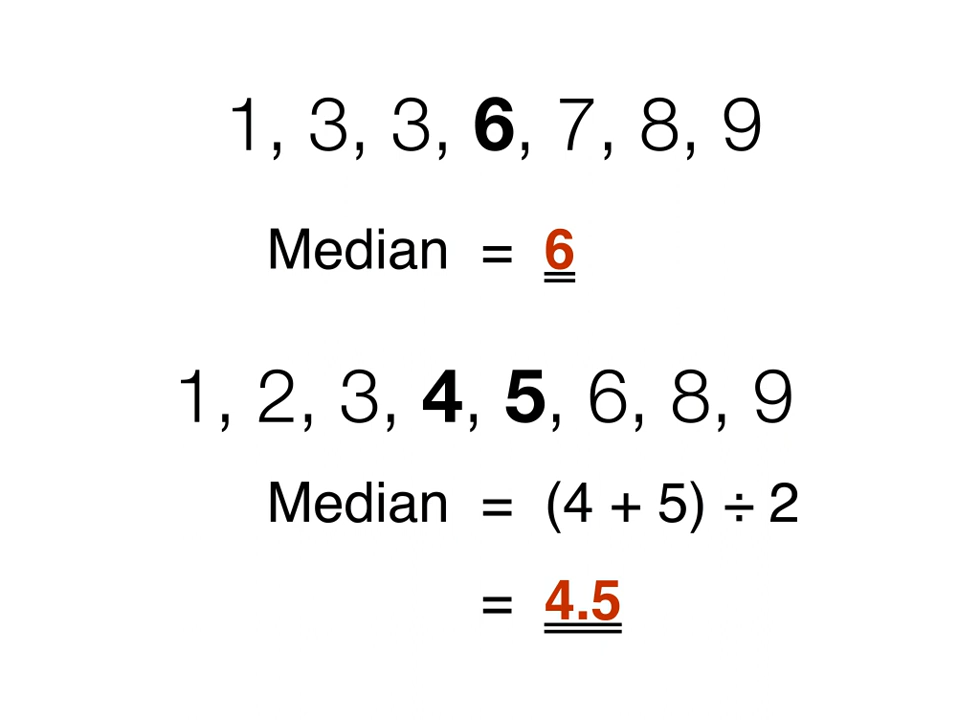 1, 3, 3, 6, 7, 8, 9
Median = 6
1, 2, 3, 4, 5, 6, 8, 9
Median = (4 + 5) ÷ 2
= 4.5